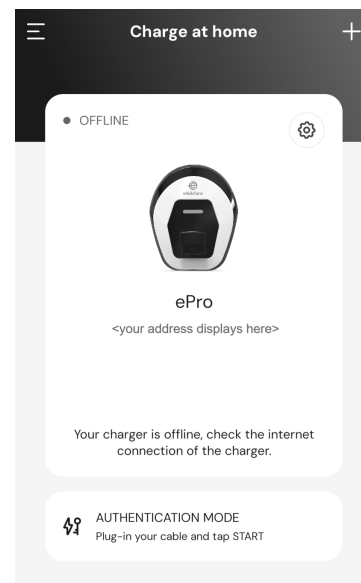 Charge at home
OFFLINE
ePro
<your address displays here>
Your charger is offline, check the internet
connection of the charger.
AUTHENTICATION MODE
Plug-in your cable and tap START